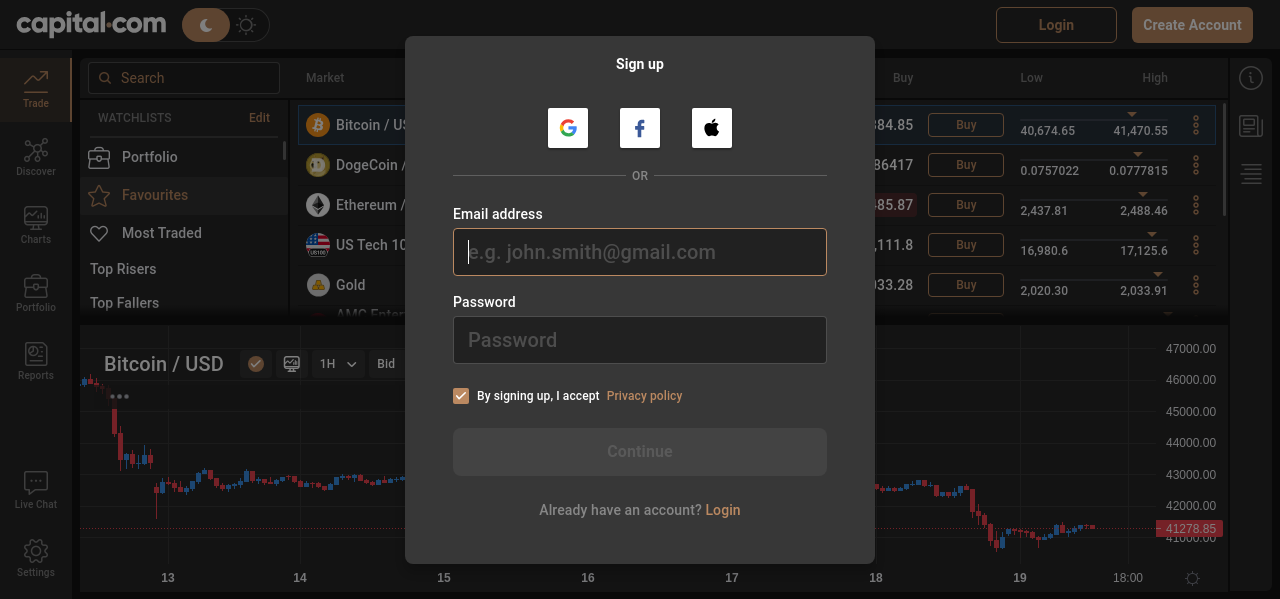 capital.com
Login
Create Account
Trade
Discover
Charts
Portfolio
Reports
Live Chat
Settings
Search
WATCHLISTS
Edit
Portfolio
Favourites
Most Traded
Top Risers
Top Fallers
Market
Buy
Low
High
Bitcoin / US
384.85
Buy
40,674.65
41,470.55
DogeCoin /
86417
Buy
0.0757022
0.0777815
Ethereum /
485.87
Buy
2,437.81
2,488.46
US100
US Tech 10
,111.8
Buy
16,980.6
17,125.6
Gold
033.28
Buy
2,020.30
2,033.91
AMC Enter
Sign up
OR
Email address
e.g. john.smith@gmail.com
Password
Password
By signing up, I accept Privacy policy
Continue
Already have an account? Login
Bitcoin / USD
1H
Bid
47000.00
46000.00
45000.00
44000.00
43000.00
42000.00
41278.85
41000.00
13
14
15
16
17
18
19
18:00